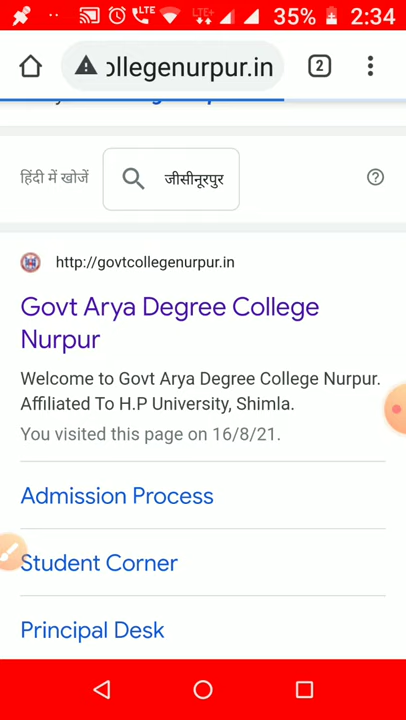 LTE LTE+ 35% 2:34
ollegenurpur.in 2
हिंदी में खोजें जीसीनूरपुर
http://govtcollegenurpur.in
Govt Arya Degree College
Nurpur
Welcome to Govt Arya Degree College Nurpur.
Affiliated To H.P University, Shimla.
You visited this page on 16/8/21.
Admission Process
Student Corner
Principal Desk